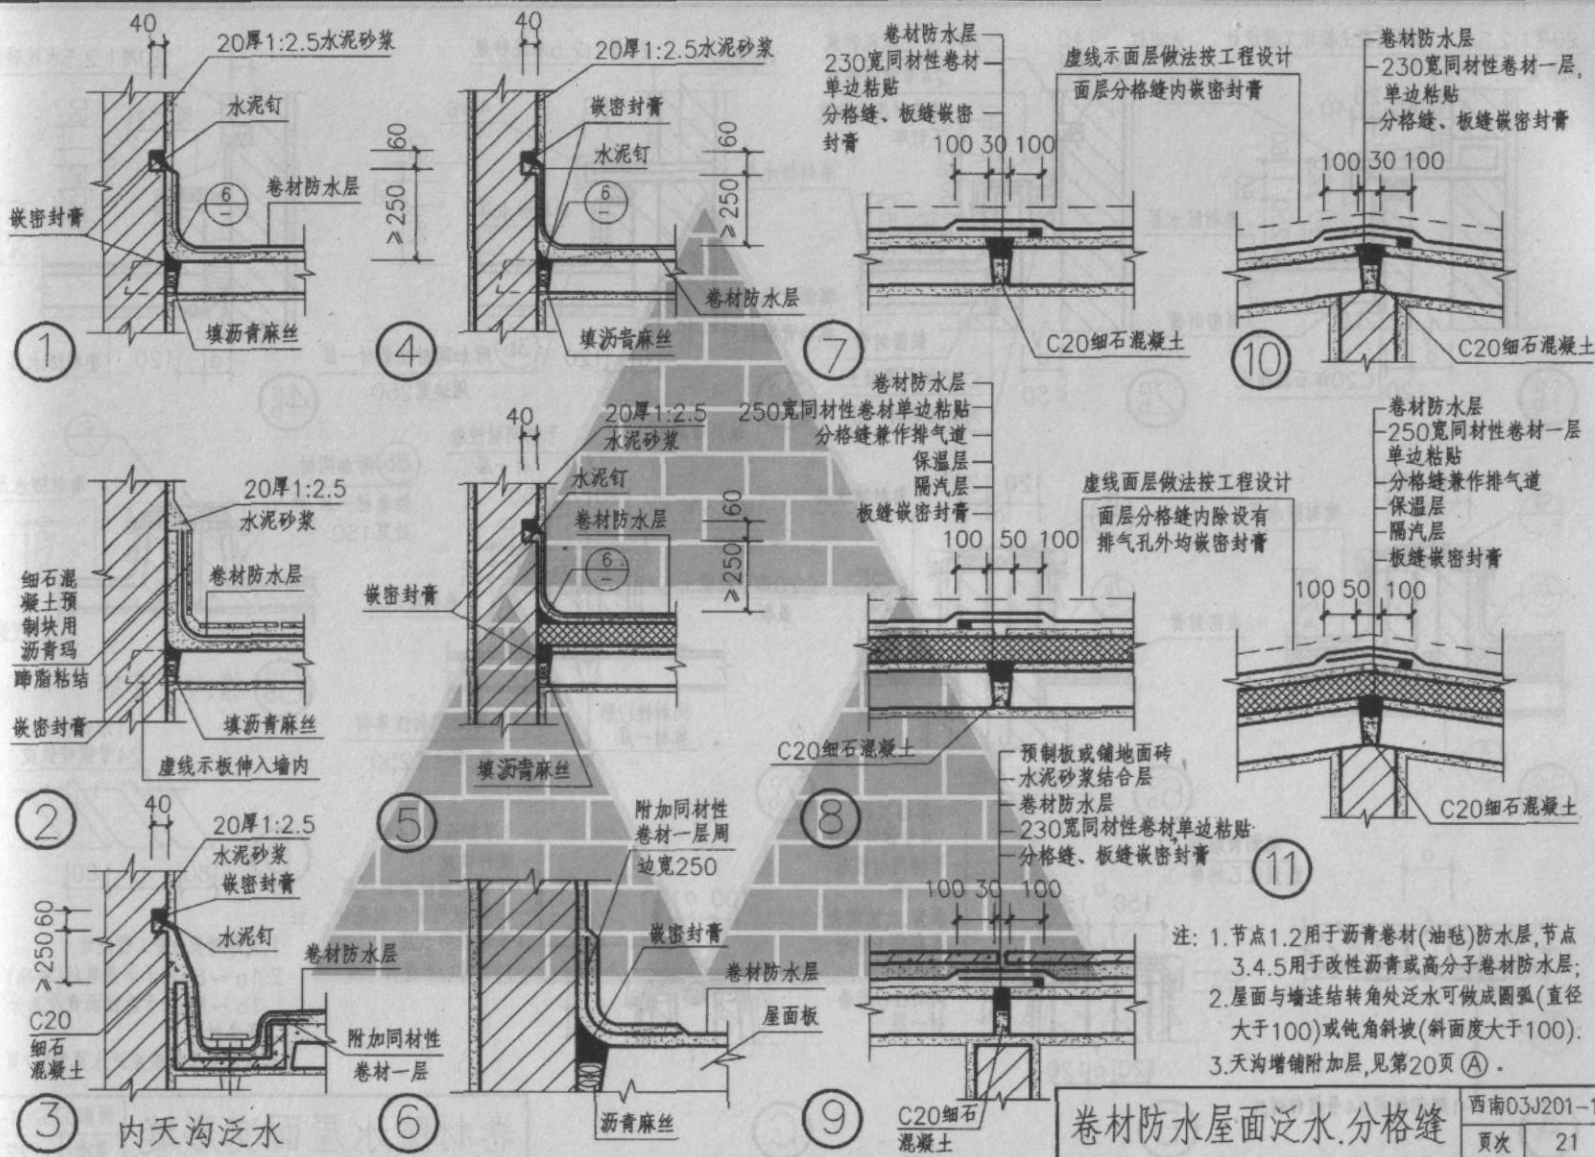 40
20厚1:2.5水泥砂浆
水泥钉
60
≥250
6
—
卷材防水层
嵌密封膏
填沥青麻丝
1
40
20厚1:2.5水泥砂浆
嵌密封膏
水泥钉
60
≥250
6
—
卷材防水层
填沥青麻丝
4
卷材防水层
230宽同材性卷材
单边粘贴
分格缝、板缝嵌密
封膏
虚线示面层做法按工程设计
面层分格缝内嵌密封膏
100 30 100
C20细石混凝土
7
卷材防水层
230宽同材性卷材一层,
单边粘贴
分格缝、板缝嵌密封膏
100 30 100
C20细石混凝土
10
20厚1:2.5
水泥砂浆
卷材防水层
细石混
凝土预
制块用
沥青玛
蹄脂粘结
嵌密封膏
填沥青麻丝
虚线示板伸入墙内
2
40
20厚1:2.5
水泥砂浆
水泥钉
卷材防水层
60
≥250
6
—
嵌密封膏
填沥青麻丝
5
卷材防水层
250宽同材性卷材单边粘贴
分格缝兼作排气道
保温层
隔汽层
板缝嵌密封膏
虚线面层做法按工程设计
面层分格缝内除设有
排气孔外均嵌密封膏
100 50 100
C20细石混凝土
8
卷材防水层
250宽同材性卷材一层
单边粘贴
分格缝兼作排气道
保温层
隔汽层
板缝嵌密封膏
100 50 100
C20细石混凝土
11
40
20厚1:2.5
水泥砂浆
嵌密封膏
水泥钉
60
≥250
卷材防水层
C20
细石
混凝土
附加同材性
卷材一层
3
内天沟泛水
附加同材性
卷材一层周
边宽250
嵌密封膏
卷材防水层
屋面板
沥青麻丝
6
预制板或铺地面砖
水泥砂浆结合层
卷材防水层
230宽同材性卷材单边粘贴
分格缝、板缝嵌密封膏
100 30 100
C20细石
混凝土
9
注: 1.节点1.2用于沥青卷材(油毡)防水层,节点
3.4.5用于改性沥青或高分子卷材防水层;
2.屋面与墙连结转角处泛水可做成圆弧(直径
大于100)或钝角斜坡(斜面度大于100).
3.天沟增铺附加层,见第20页Ⓐ.
卷材防水屋面泛水.分格缝
西南03J201-1
页次 21